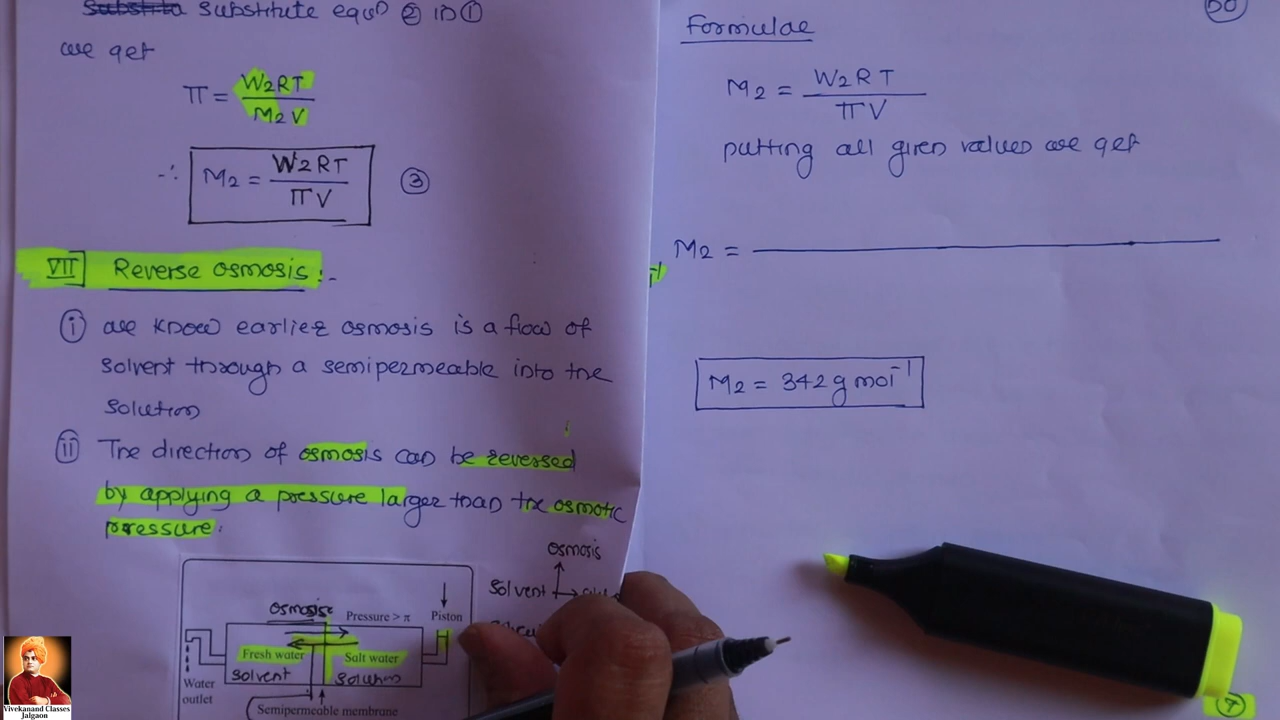 substitute equn ② in ①
we get
π = W2RT / M2V
∴ M2 = W2RT / πV ③
VII] Reverse osmosis:-
ⓘ we know earlier osmosis is a flow of
solvent through a semipermeable into the
solution
ⓘⓘ The direction of osmosis can be reversed
by applying a pressure larger than the osmotic
pressure.
osmosis
solvent
osmosis
Pressure > π
Piston
Fresh water
Salt water
solvent
solution
Water
outlet
Semipermeable membrane
Formulae
M2 = W2RT / πV
putting all given values we get
M2 =
M2 = 342 g mol-1
Vivekanand Classes
Jalgaon